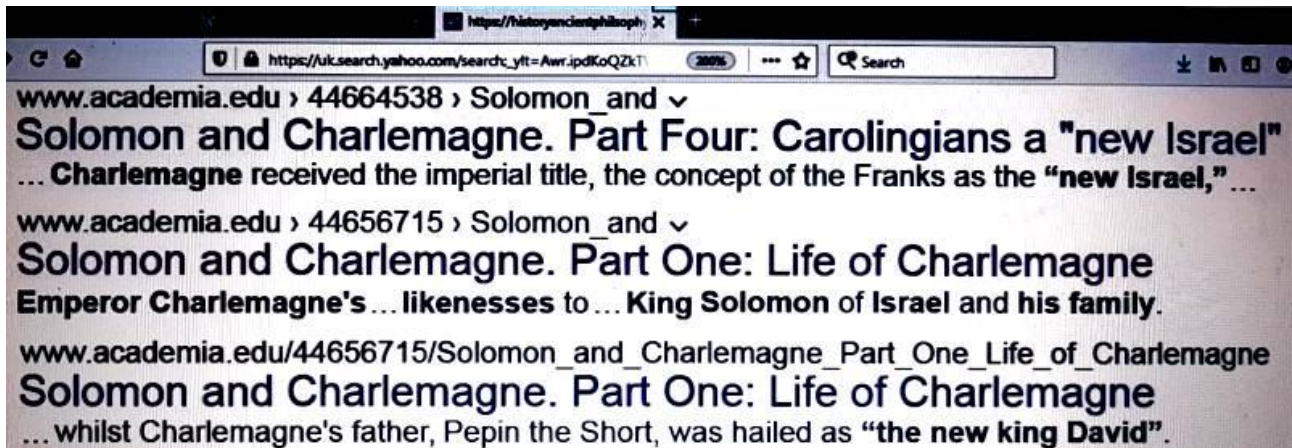 https://historyancientphilsoph
https://uk.search.yahoo.com/search;_ylt=Awr.ipdKoQZkT 200% Search
www.academia.edu › 44664538 › Solomon_and
Solomon and Charlemagne. Part Four: Carolingians a "new Israel"
... Charlemagne received the imperial title, the concept of the Franks as the “new Israel,”...
www.academia.edu › 44656715 › Solomon_and
Solomon and Charlemagne. Part One: Life of Charlemagne
Emperor Charlemagne's... likenesses to ... King Solomon of Israel and his family.
www.academia.edu/44656715/Solomon_and_Charlemagne_Part_One_Life_of_Charlemagne
Solomon and Charlemagne. Part One: Life of Charlemagne
... whilst Charlemagne's father, Pepin the Short, was hailed as “the new king David”.